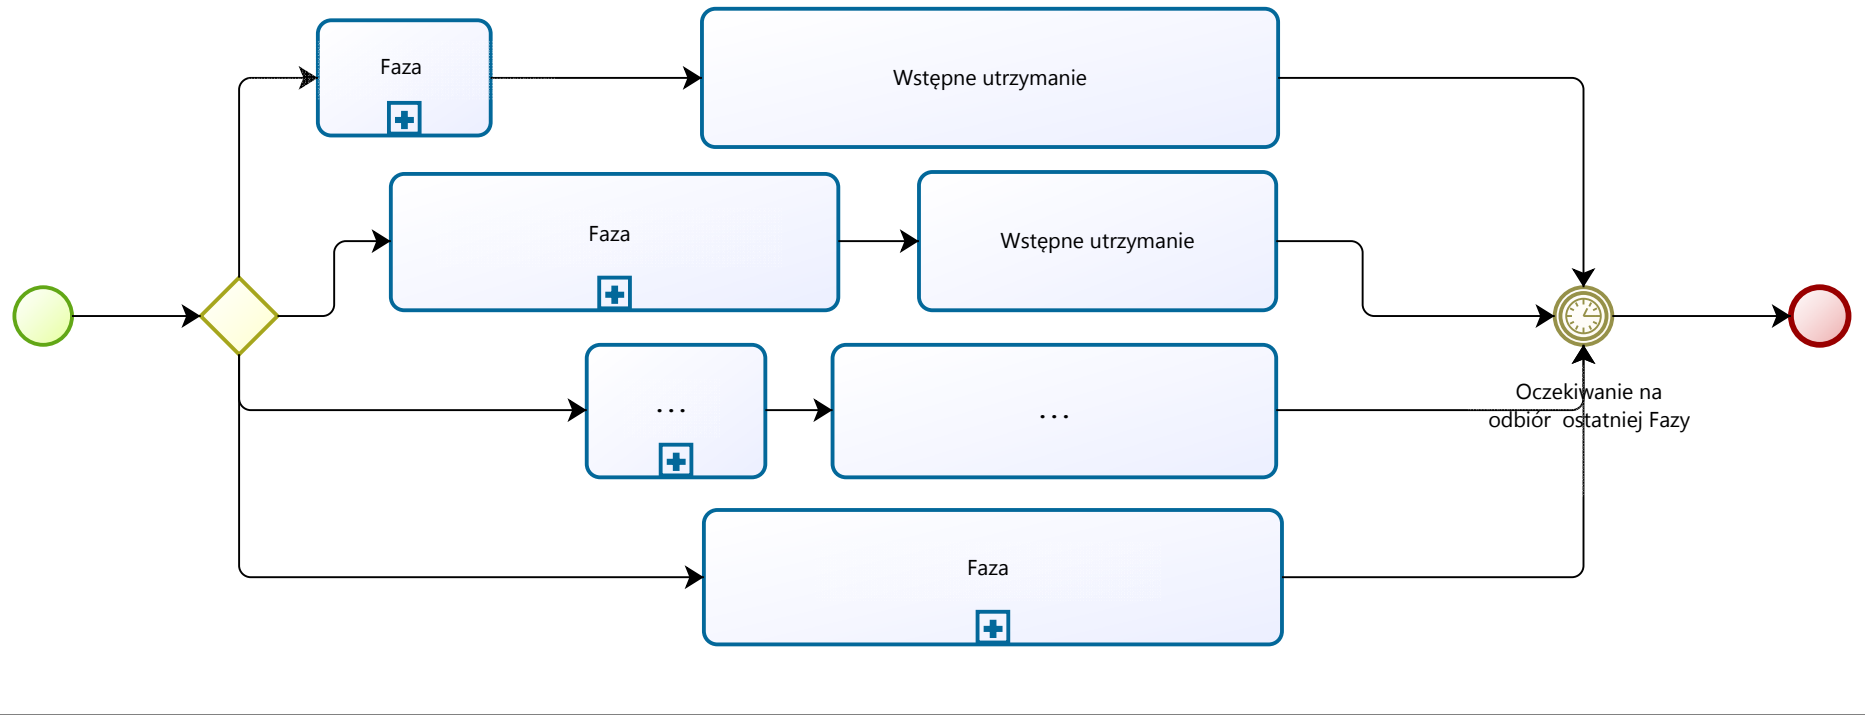 Faza
Wstępne utrzymanie
Faza
Wstępne utrzymanie
...
...
Oczekiwanie na
odbiór ostatniej Fazy
Faza